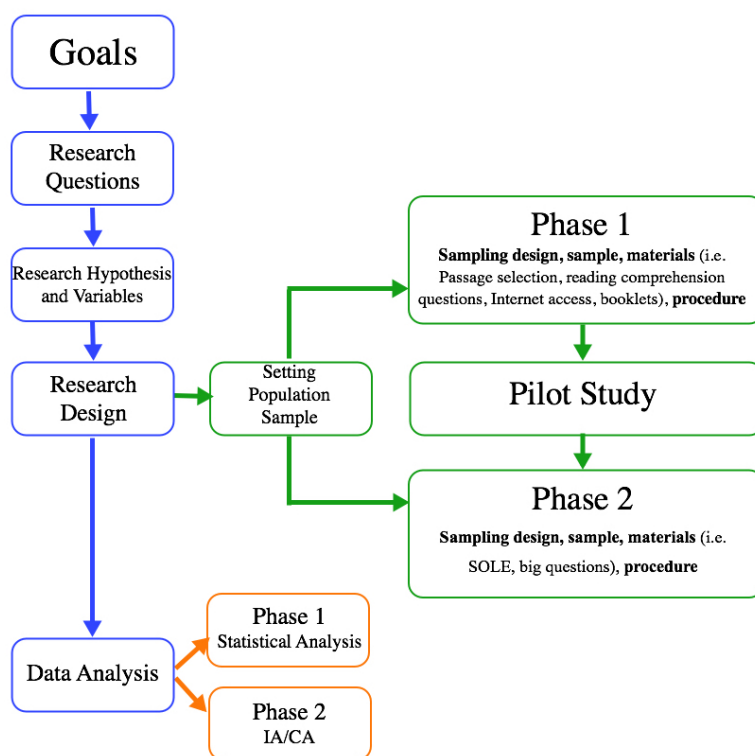 Goals
Research
Questions
Research Hypothesis
and Variables
Research
Design
Setting
Population
Sample
Phase 1
Sampling design, sample, materials (i.e.
Passage selection, reading comprehension
questions, Internet access, booklets), procedure
Pilot Study
Phase 2
Sampling design, sample, materials (i.e.
SOLE, big questions), procedure
Data Analysis
Phase 1
Statistical Analysis
Phase 2
IA/CA